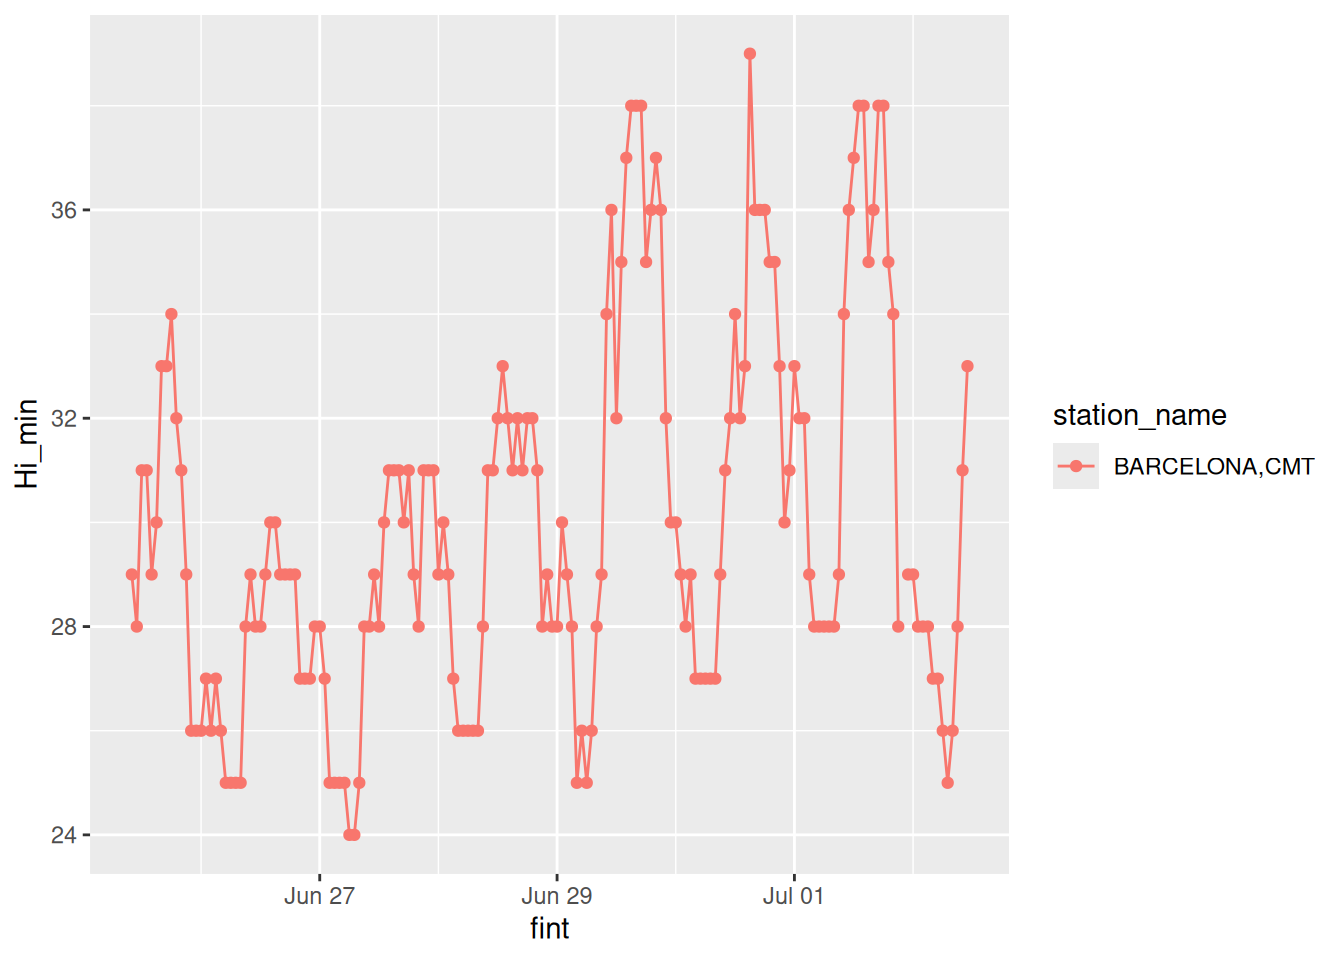 36
32
28
24
Hi_min
Jun 27
Jun 29
Jul 01
fint
station_name
BARCELONA,CMT